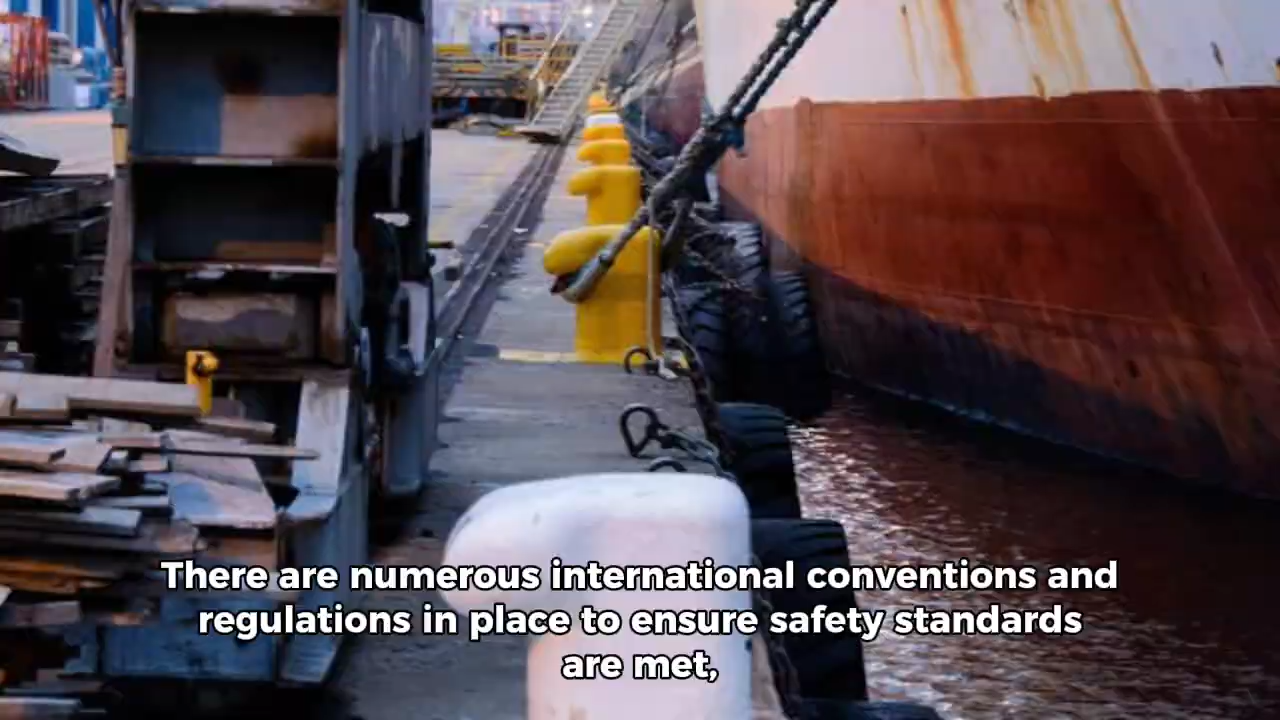 There are numerous international conventions and
regulations in place to ensure safety standards
are met,